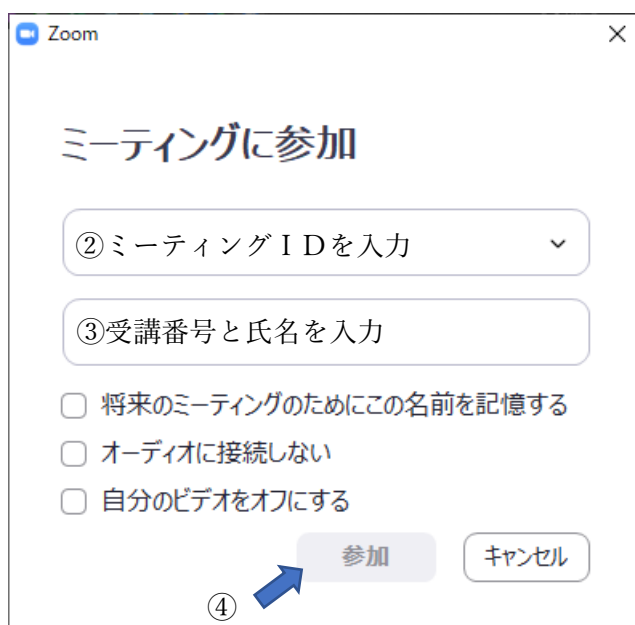 Zoom
ミーティングに参加
②ミーティングＩＤを入力
③受講番号と氏名を入力
将来のミーティングのためにこの名前を記憶する
オーディオに接続しない
自分のビデオをオフにする
参加 キャンセル
④